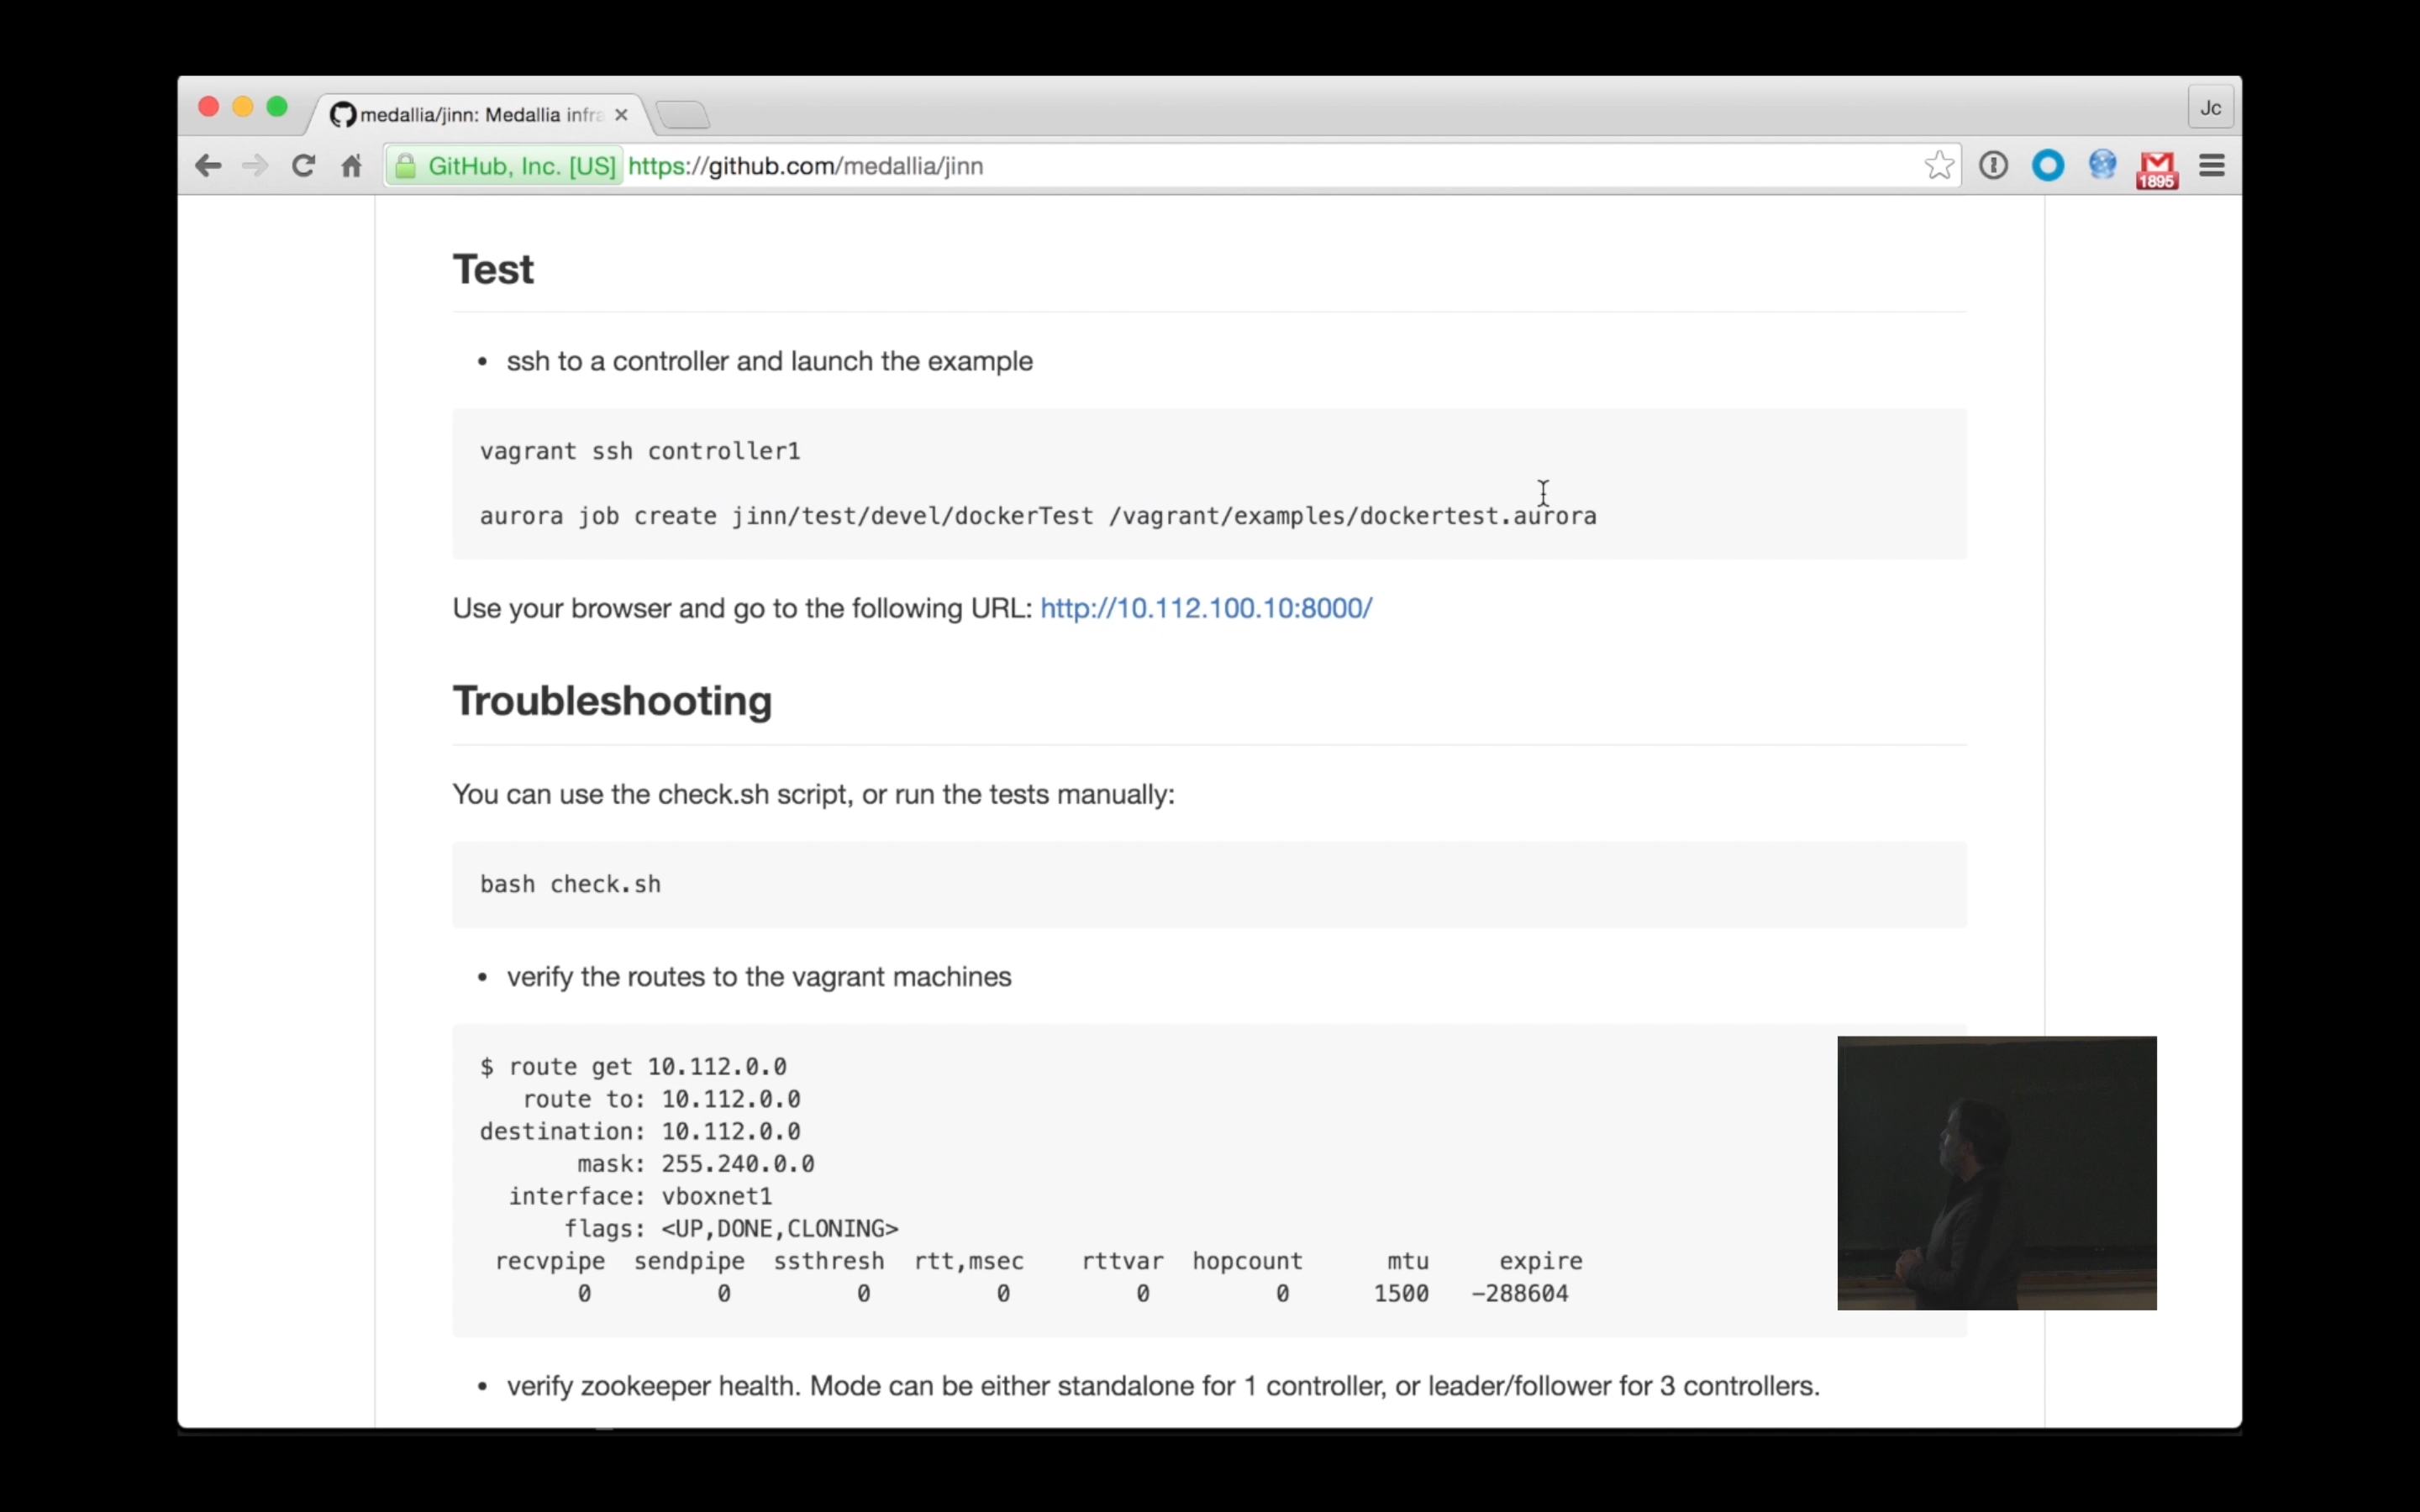 medallia/jinn: Medallia infra
Jc
GitHub, Inc. [US] https://github.com/medallia/jinn
1895
Test
• ssh to a controller and launch the example
vagrant ssh controller1
aurora job create jinn/test/devel/dockerTest /vagrant/examples/dockertest.aurora
Use your browser and go to the following URL: http://10.112.100.10:8000/
Troubleshooting
You can use the check.sh script, or run the tests manually:
bash check.sh
• verify the routes to the vagrant machines
$ route get 10.112.0.0
route to: 10.112.0.0
destination: 10.112.0.0
mask: 255.240.0.0
interface: vboxnet1
flags: <UP,DONE,CLONING>
recvpipe sendpipe ssthresh rtt,msec rttvar hopcount mtu expire
0 0 0 0 0 0 1500 -288604
• verify zookeeper health. Mode can be either standalone for 1 controller, or leader/follower for 3 controllers.